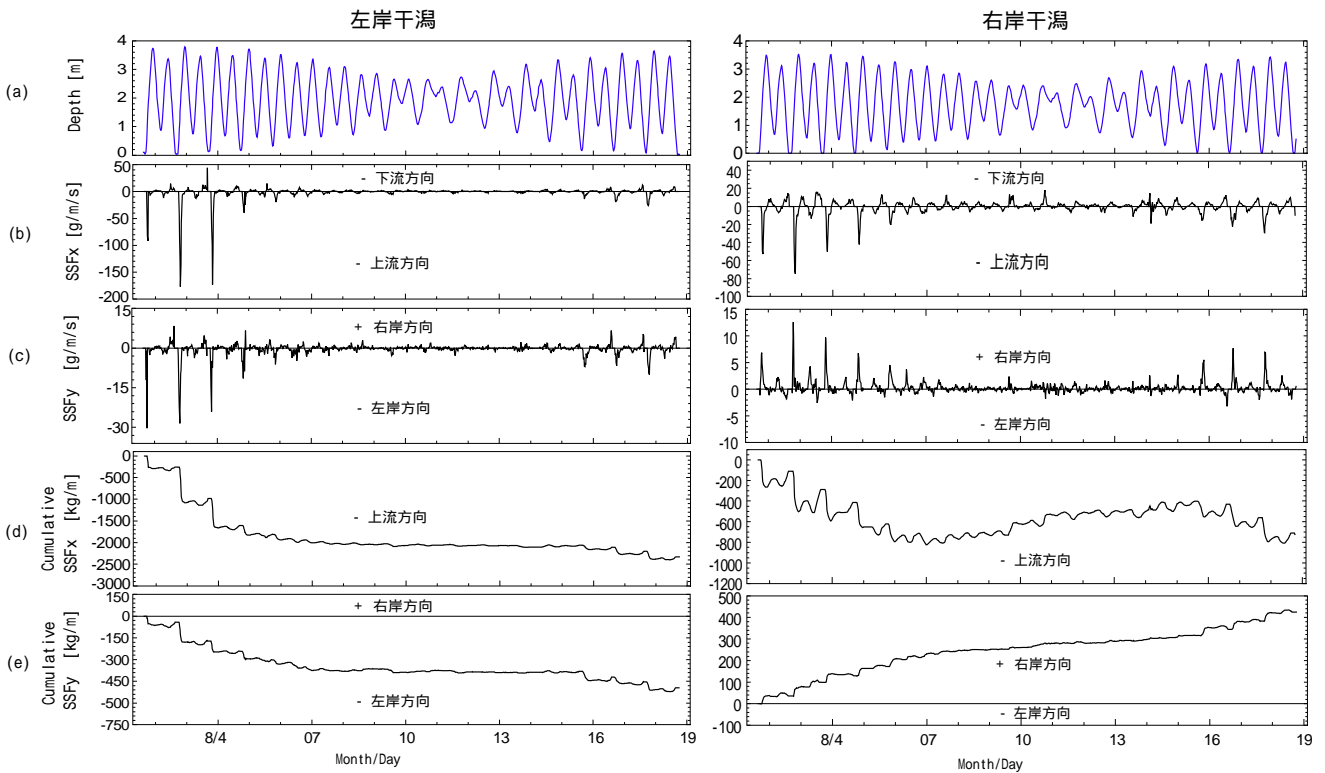 左岸干潟
右岸干潟
(a)
Depth [m]
4
3
2
1
0
4
3
2
1
0
(b)
SSFx [g/m/s]
50
0
-50
-100
-150
-200
- 下流方向
- 上流方向
40
20
0
-20
-40
-60
-80
-100
- 下流方向
- 上流方向
(c)
SSFy [g/m/s]
15
0
-15
-30
+ 右岸方向
- 左岸方向
15
10
5
0
-5
-10
+ 右岸方向
- 左岸方向
(d)
Cumulative
SSFx [kg/m]
0
-500
-1000
-1500
-2000
-2500
-3000
- 上流方向
0
-200
-400
-600
-800
-1000
-1200
- 上流方向
(e)
Cumulative
SSFy [kg/m]
150
0
-150
-300
-450
-600
-750
+ 右岸方向
- 左岸方向
500
400
300
200
100
0
-100
+ 右岸方向
- 左岸方向
8/4 07 10 13 16 19
Month/Day
8/4 07 10 13 16 19
Month/Day